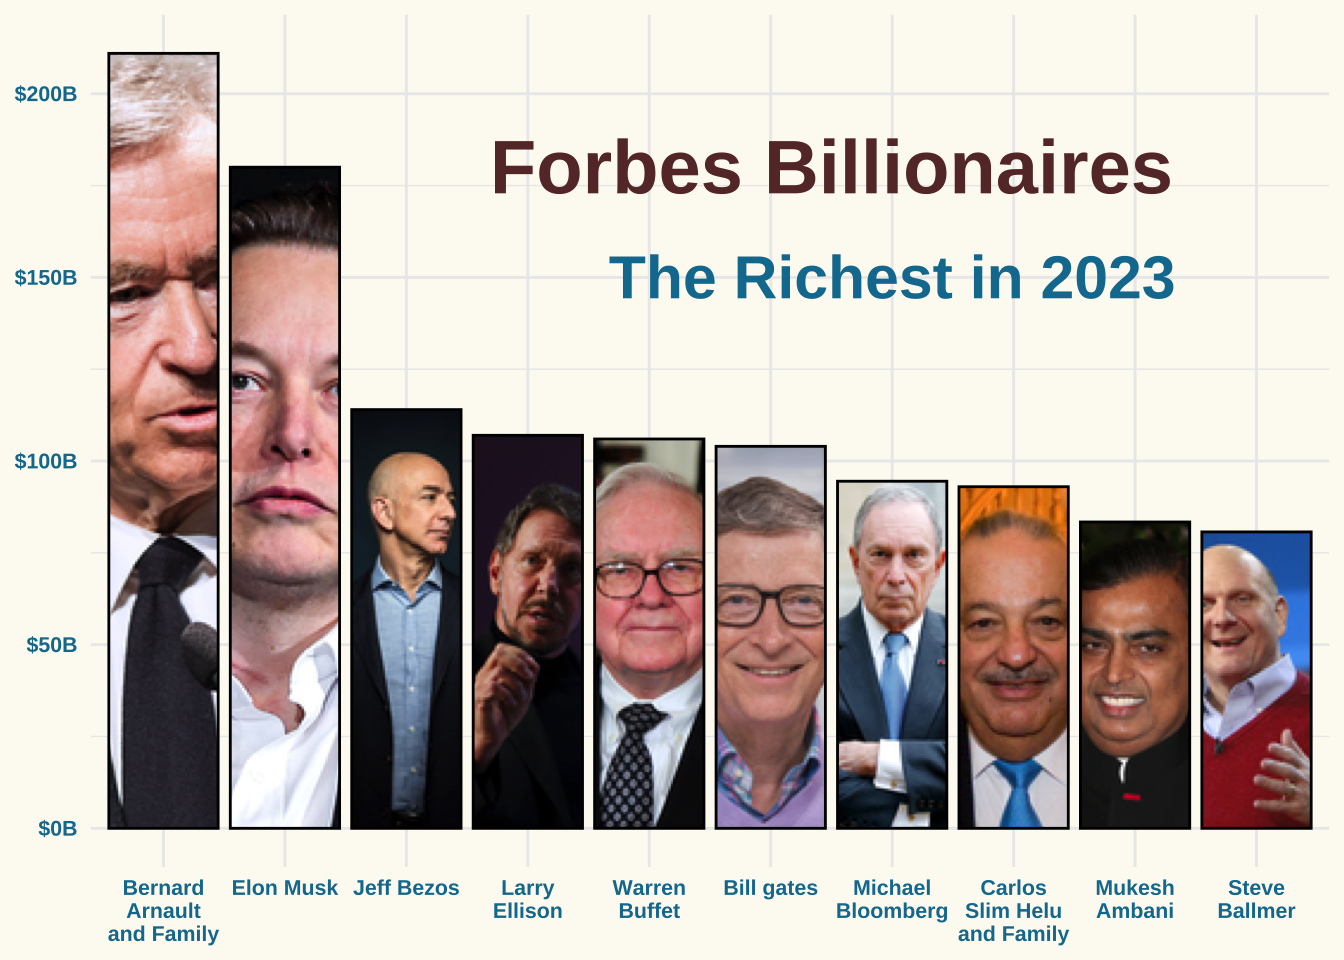 Forbes Billionaires
The Richest in 2023
$200B
$150B
$100B
$50B
$0B
Bernard
Arnault
and Family
Elon Musk
Jeff Bezos
Larry
Ellison
Warren
Buffet
Bill gates
Michael
Bloomberg
Carlos
Slim Helu
and Family
Mukesh
Ambani
Steve
Ballmer